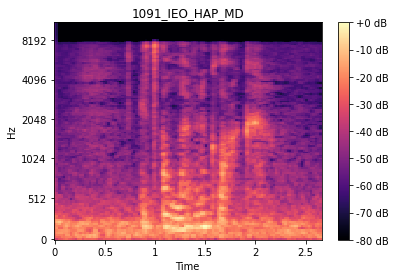 1091_IEO_HAP_MD
8192
4096
2048
1024
512
0
Hz
0 0.5 1 1.5 2 2.5
Time
+0 dB
-10 dB
-20 dB
-30 dB
-40 dB
-50 dB
-60 dB
-70 dB
-80 dB